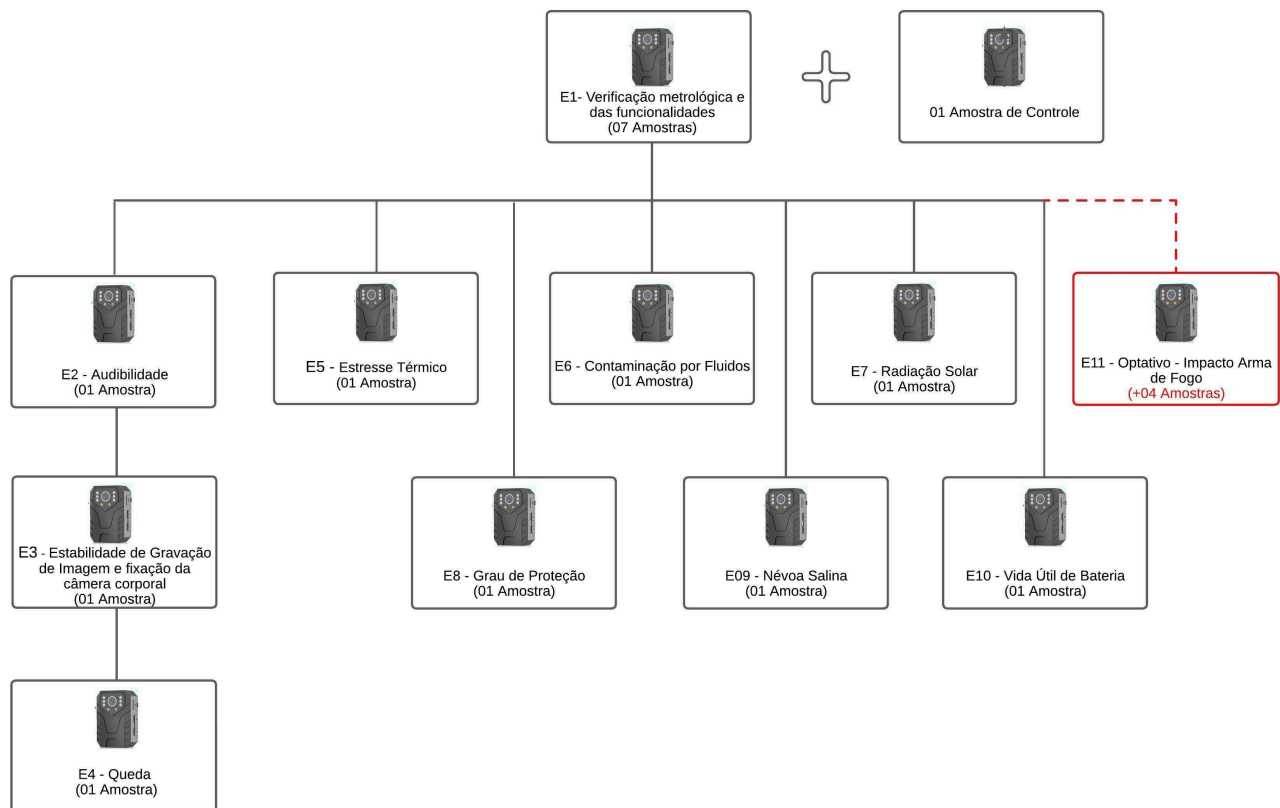 E1- Verificação metrológica e
das funcionalidades
(07 Amostras)
01 Amostra de Controle
E2 - Audibilidade
(01 Amostra)
E5 - Estresse Térmico
(01 Amostra)
E6 - Contaminação por Fluidos
(01 Amostra)
E7 - Radiação Solar
(01 Amostra)
E11 - Optativo - Impacto Arma
de Fogo
(+04 Amostras)
E3 - Estabilidade de Gravação
de Imagem e fixação da
câmera corporal
(01 Amostra)
E8 - Grau de Proteção
(01 Amostra)
E09 - Névoa Salina
(01 Amostra)
E10 - Vida Útil de Bateria
(01 Amostra)
E4 - Queda
(01 Amostra)